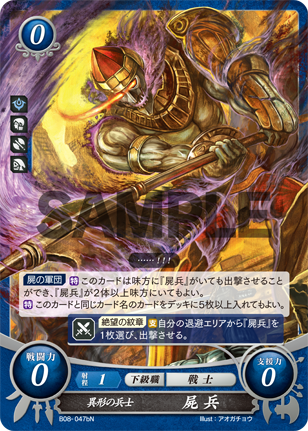 0
SAMPLE
……!!!
屍の軍団 特 このカードは味方に『屍兵』がいても出撃させること
ができ、『屍兵』が2体以上味方にいてもよい。
特 このカードと同じカード名のカードをデッキに5枚以上入れてもよい。
絶望の紋章 支 自分の退避エリアから『屍兵』を
1枚選び、出撃させる。
戦闘力
0
射程 1 下級職 戦士
支援力
0
異形の兵士 屍兵
B08-047bN Illust:アオガチョウ